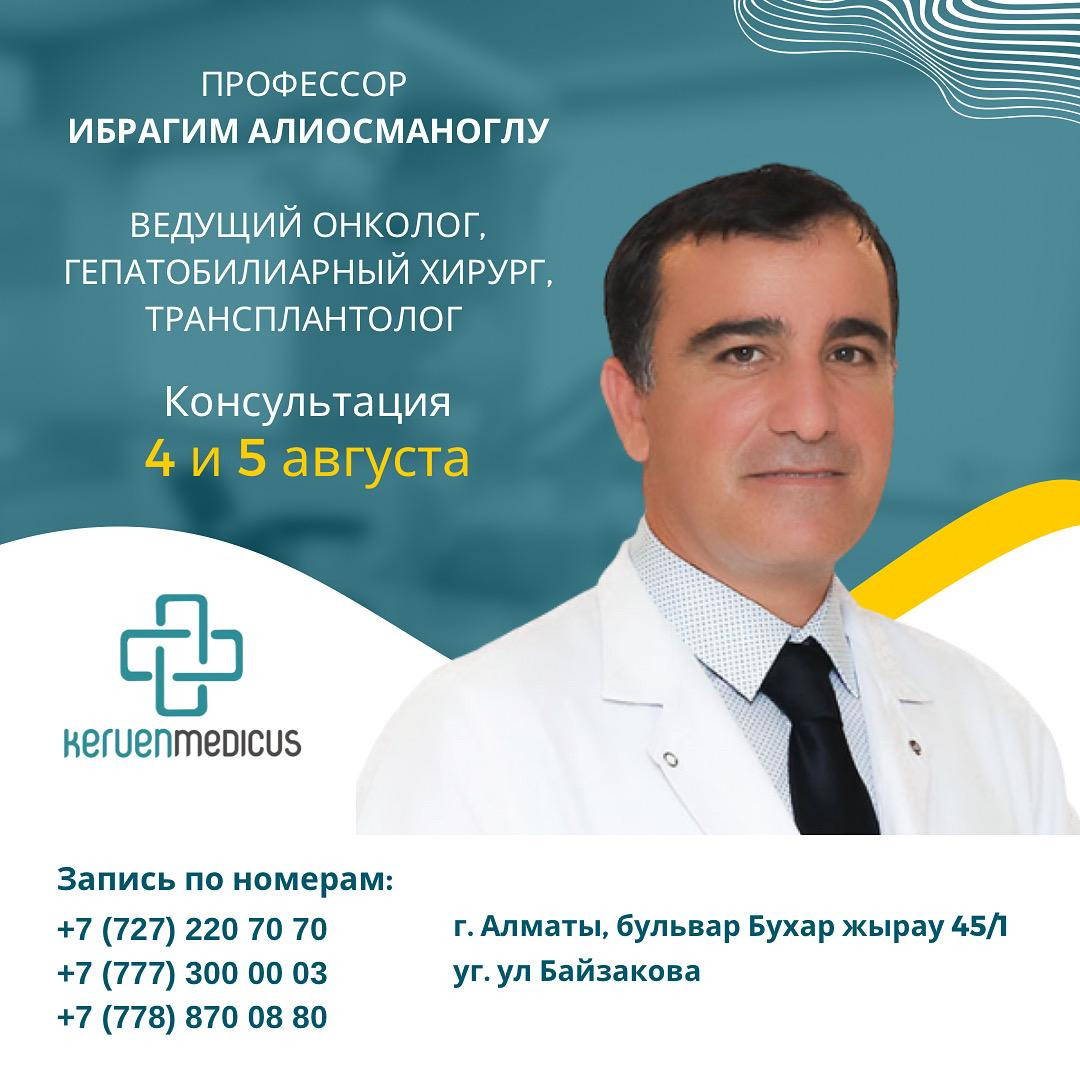 ПРОФЕССОР
ИБРАГИМ АЛИОСМАНОГЛУ
ВЕДУЩИЙ ОНКОЛОГ,
ГЕПАТОБИЛИАРНЫЙ ХИРУРГ,
ТРАНСПЛАНТОЛОГ
Консультация
4 и 5 августа
KeruenMEDICUS
Запись по номерам:
+7 (727) 220 70 70
+7 (777) 300 00 03
+7 (778) 870 08 80
г. Алматы, бульвар Бухар жырау 45/1
уг. ул Байзакова